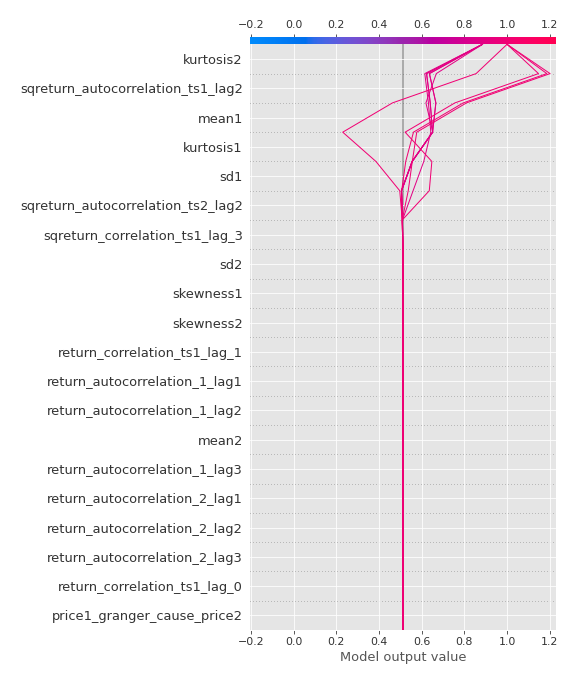 −0.2 0.0 0.2 0.4 0.6 0.8 1.0 1.2
kurtosis2
sqreturn_autocorrelation_ts1_lag2
mean1
kurtosis1
sd1
sqreturn_autocorrelation_ts2_lag2
sqreturn_correlation_ts1_lag_3
sd2
skewness1
skewness2
return_correlation_ts1_lag_1
return_autocorrelation_1_lag1
return_autocorrelation_1_lag2
mean2
return_autocorrelation_1_lag3
return_autocorrelation_2_lag1
return_autocorrelation_2_lag2
return_autocorrelation_2_lag3
return_correlation_ts1_lag_0
price1_granger_cause_price2
−0.2 0.0 0.2 0.4 0.6 0.8 1.0 1.2
Model output value